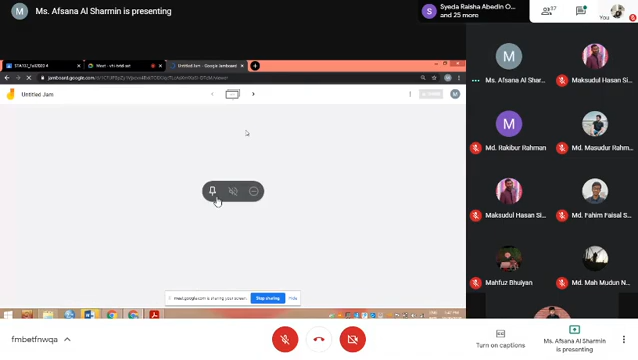 Ms. Afsana Al Sharmin is presenting
Syeda Raisha Abedin O...
and 25 more
27
You
Untitled Jam - Google Jamboard
Untitled Jam
Ms. Afsana Al Shar...
Maksudul Hasan Si...
M
Md. Rakibur Rahman
Md. Masudur Rahm...
Maksudul Hasan Si...
Md. Fahim Faisal S...
Mahfuz Bhuiyan
Md. Mah Mudun N...
meet.google.com is sharing your screen.
Stop sharing
Hide
fmbetfnwqa
Turn on captions
Ms. Afsana Al Sharmin
is presenting